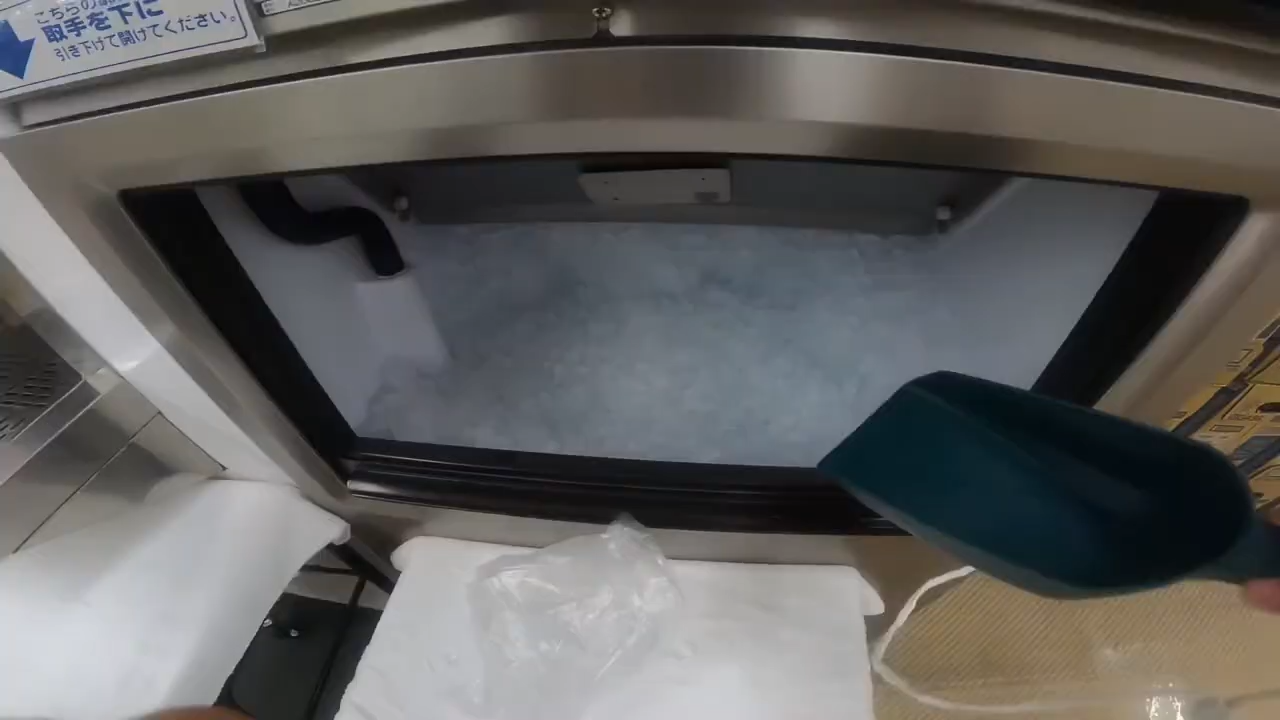 こちらの
取手を下に
引き下げて開けてください。